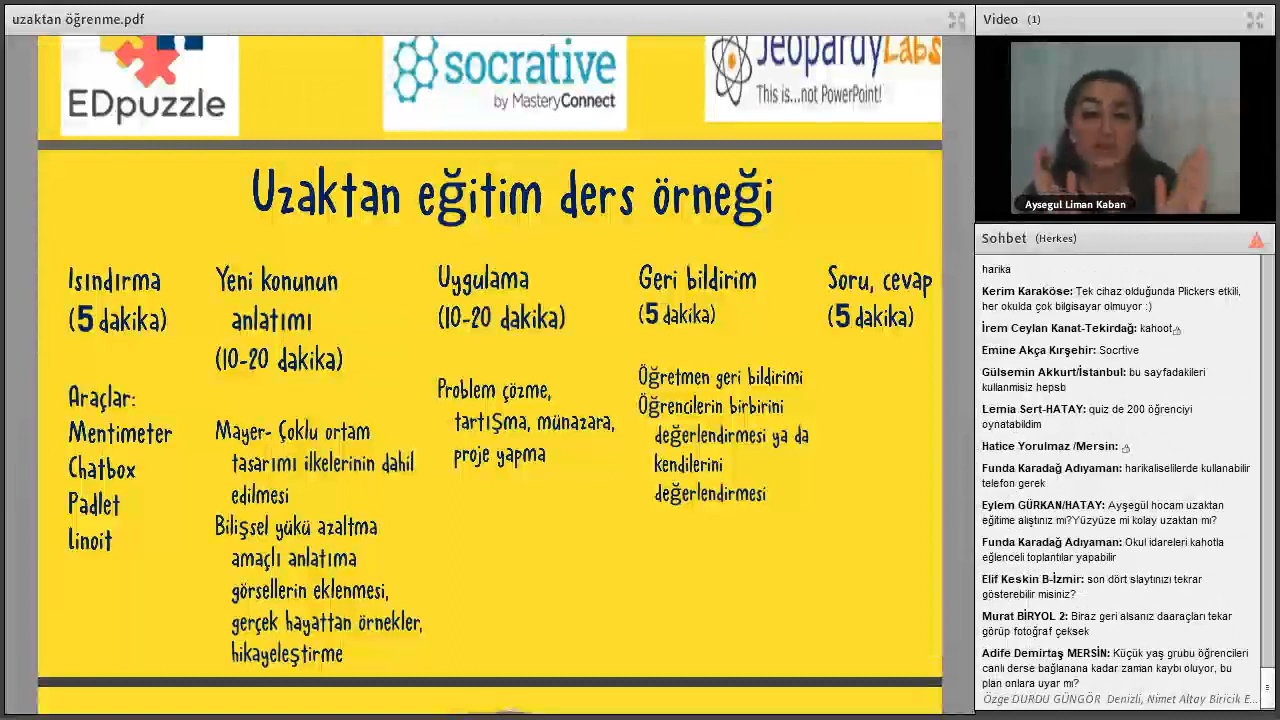 uzaktan öğrenme.pdf
EDpuzzle
socrative
by MasteryConnect
JeopardyLabs
This is...not PowerPoint!
Uzaktan eğitim ders örneği
Isındırma
(5 dakika)
Araçlar:
Mentimeter
Chatbox
Padlet
Linoit
Yeni konunun
anlatımı
(10-20 dakika)
Mayer- Çoklu ortam
tasarımı ilkelerinin dahil
edilmesi
Bilişsel yükü azaltma
amaçlı anlatıma
görsellerin eklenmesi,
gerçek hayattan örnekler,
hikayeleştirme
Uygulama
(10-20 dakika)
Problem çözme,
tartışma, münazara,
proje yapma
Geri bildirim
(5 dakika)
Öğretmen geri bildirimi
Öğrencilerin birbirini
değerlendirmesi ya da
kendilerini
değerlendirmesi
Soru, cevap
(5 dakika)
Video (1)
Aysegul Liman Kaban
Sohbet (Herkes)
harika
Kerim Karaköse: Tek cihaz olduğunda Plickers etkili,
her okulda çok bilgisayar olmuyor :)
İrem Ceylan Kanat-Tekirdağ: kahoot
Emine Akça Kırşehir: Socrtive
Gülsemin Akkurt/İstanbul: bu sayfadakileri
kullanmisiz hepsb
Lemia Sert-HATAY: quiz de 200 öğrenciyi
oynatabildim
Hatice Yorulmaz /Mersin:
Funda Karadağ Adıyaman: harikaliselilerde kullanabilir
telefon gerek
Eylem GÜRKAN/HATAY: Ayşegül hocam uzaktan
eğitime alıştınız mı?Yüzyüze mi kolay uzaktan mı?
Funda Karadağ Adıyaman: Okul idareleri kahotla
eğlenceli toplantılar yapabilir
Elif Keskin B-İzmir: son dört slaytınızı tekrar
gösterebilir misiniz?
Murat BİRYOL 2: Biraz geri alsanız daaraçları tekar
görüp fotoğraf çeksek
Adife Demirtaş MERSİN: Küçük yaş grubu öğrencileri
canlı derse bağlanana kadar zaman kaybı oluyor, bu
plan onlara uyar mı?
Özge DURDU GÜNGÖR Denizli, Nimet Altay Biricik E...